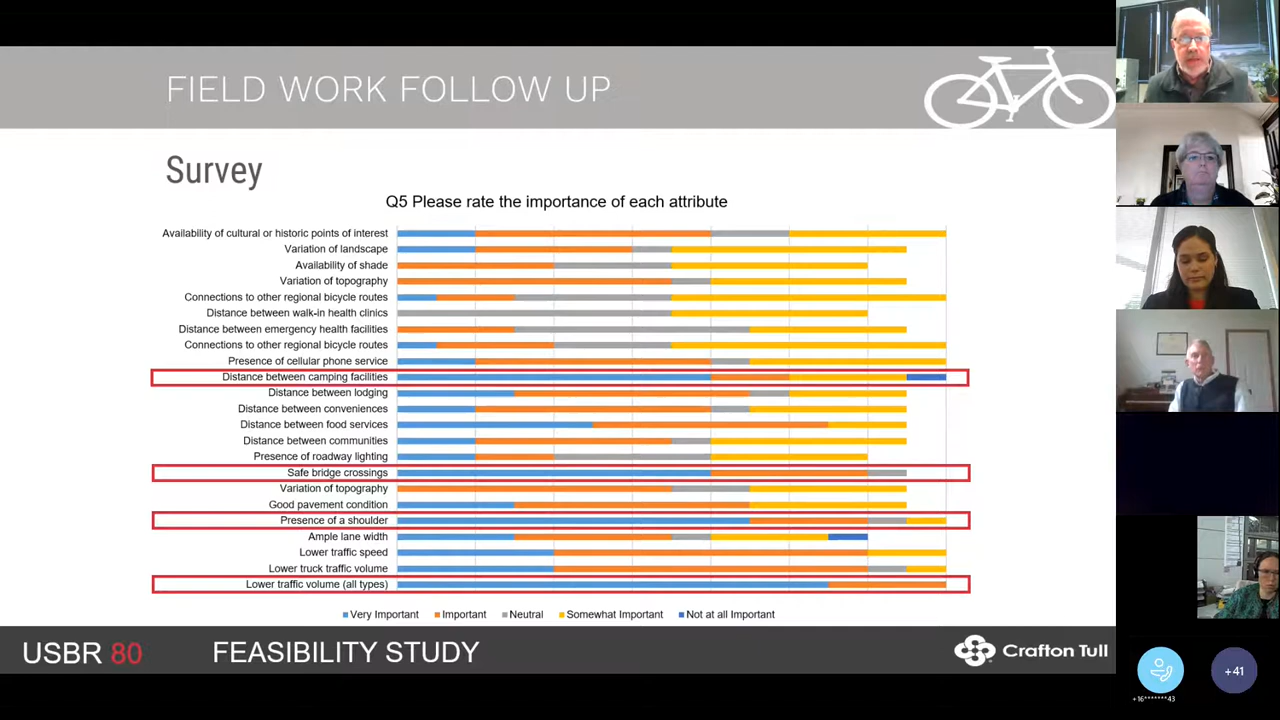 FIELD WORK FOLLOW UP
Survey
Q5 Please rate the importance of each attribute
Availability of cultural or historic points of interest
Variation of landscape
Availability of shade
Variation of topography
Connections to other regional bicycle routes
Distance between walk-in health clinics
Distance between emergency health facilities
Connections to other regional bicycle routes
Presence of cellular phone service
Distance between camping facilities
Distance between lodging
Distance between conveniences
Distance between food services
Distance between communities
Presence of roadway lighting
Safe bridge crossings
Variation of topography
Good pavement condition
Presence of a shoulder
Ample lane width
Lower traffic speed
Lower truck traffic volume
Lower traffic volume (all types)
Very Important Important Neutral Somewhat Important Not at all Important
USBR 80 FEASIBILITY STUDY Crafton Tull
+41
+16*******43